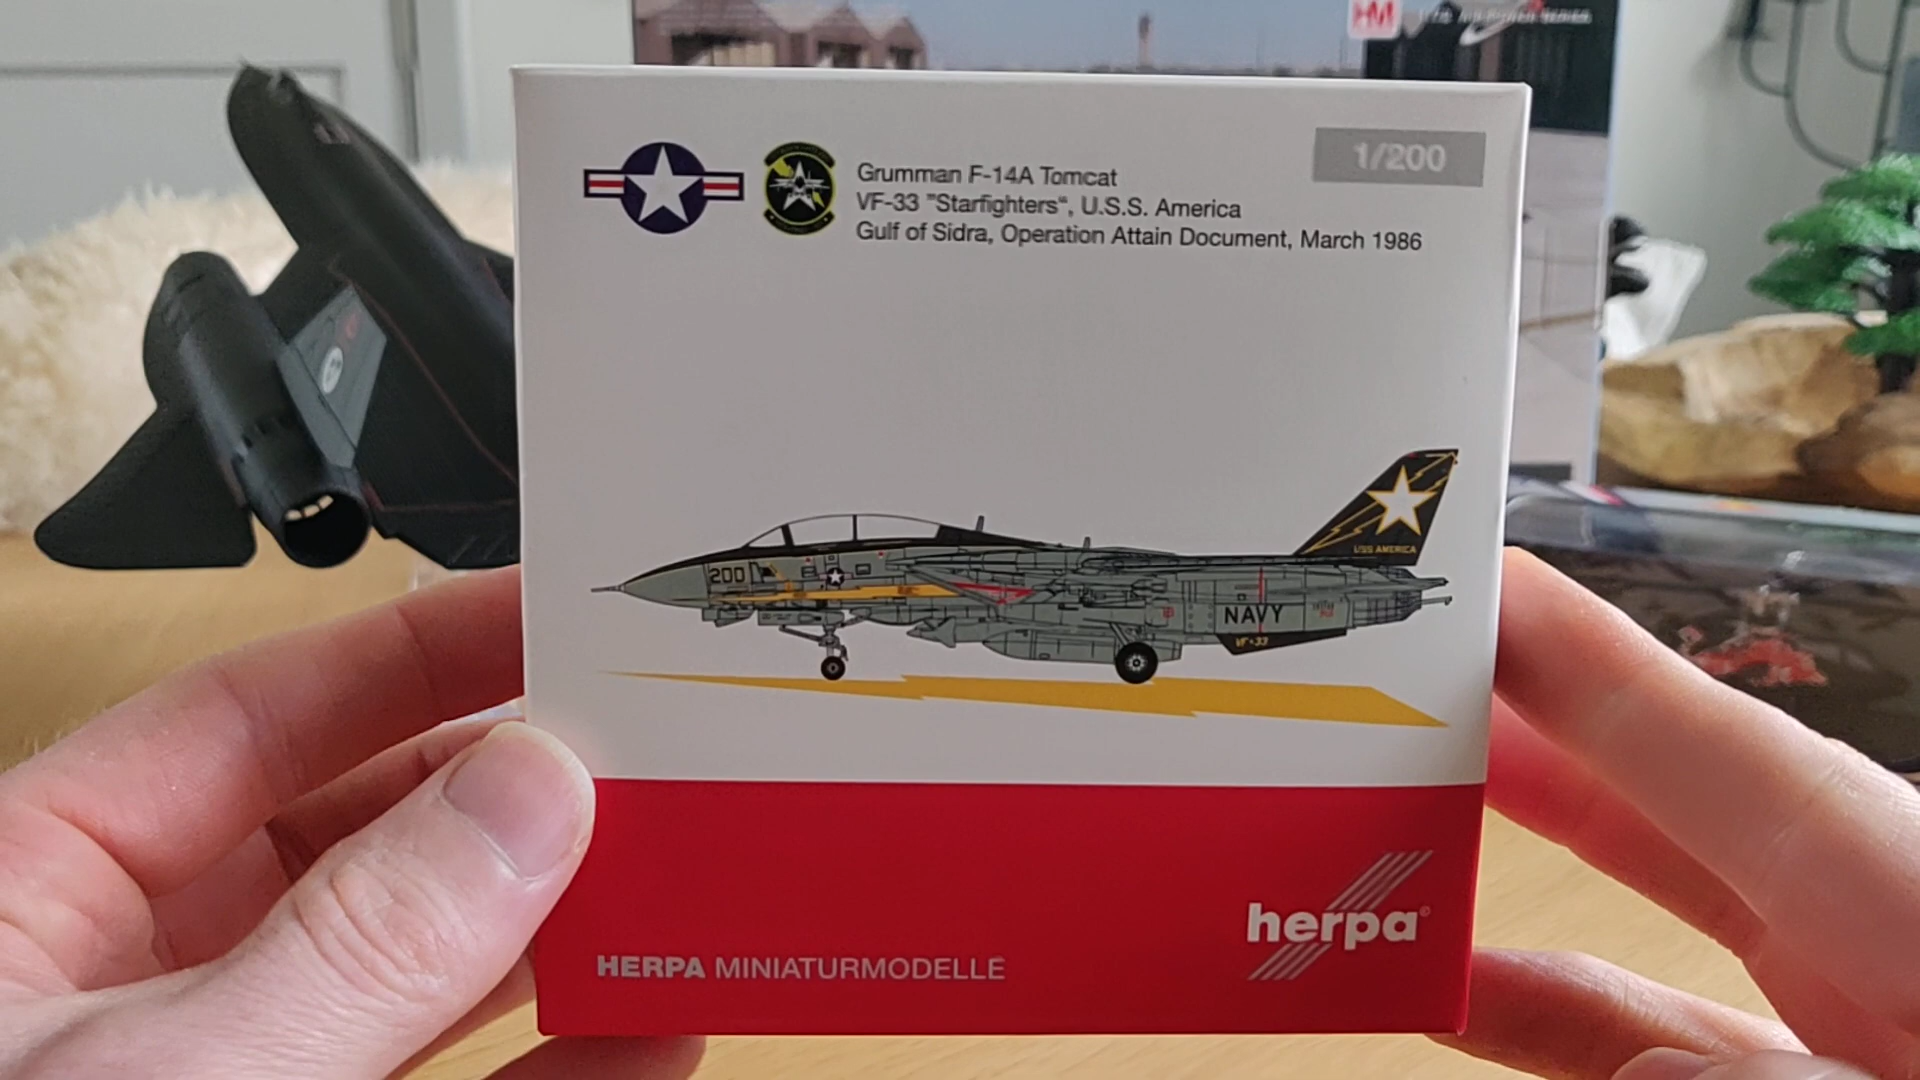 HM
1/200
Grumman F-14A Tomcat
VF-33 "Starfighters“, U.S.S. America
Gulf of Sidra, Operation Attain Document, March 1986
USS AMERICA
200
NAVY
VF-33
herpa©
HERPA MINIATURMODELLE